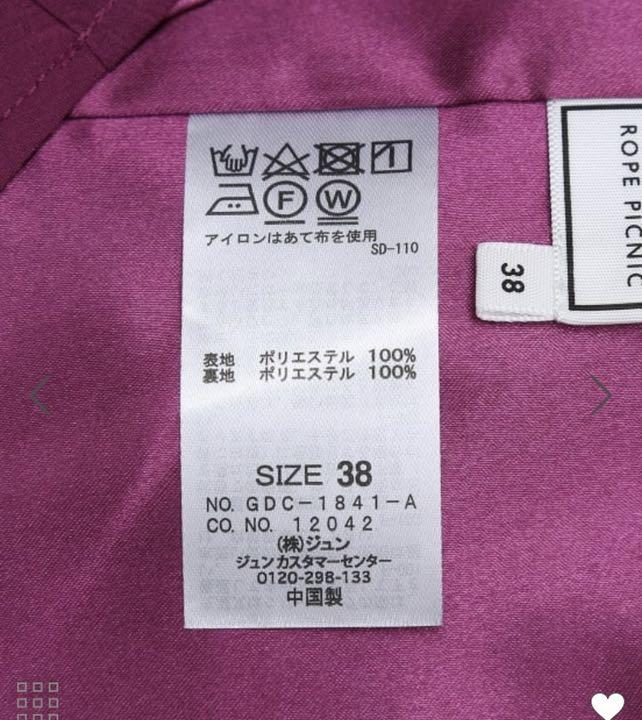 F W
アイロンはあて布を使用
SD-110
表地 ポリエステル 100%
裏地 ポリエステル 100%
SIZE 38
NO. GDC-1841-A
CO. NO. 12042
(株)ジュン
ジュン カスタマーセンター
0120-298-133
中国製
38
ROPE PICNIC